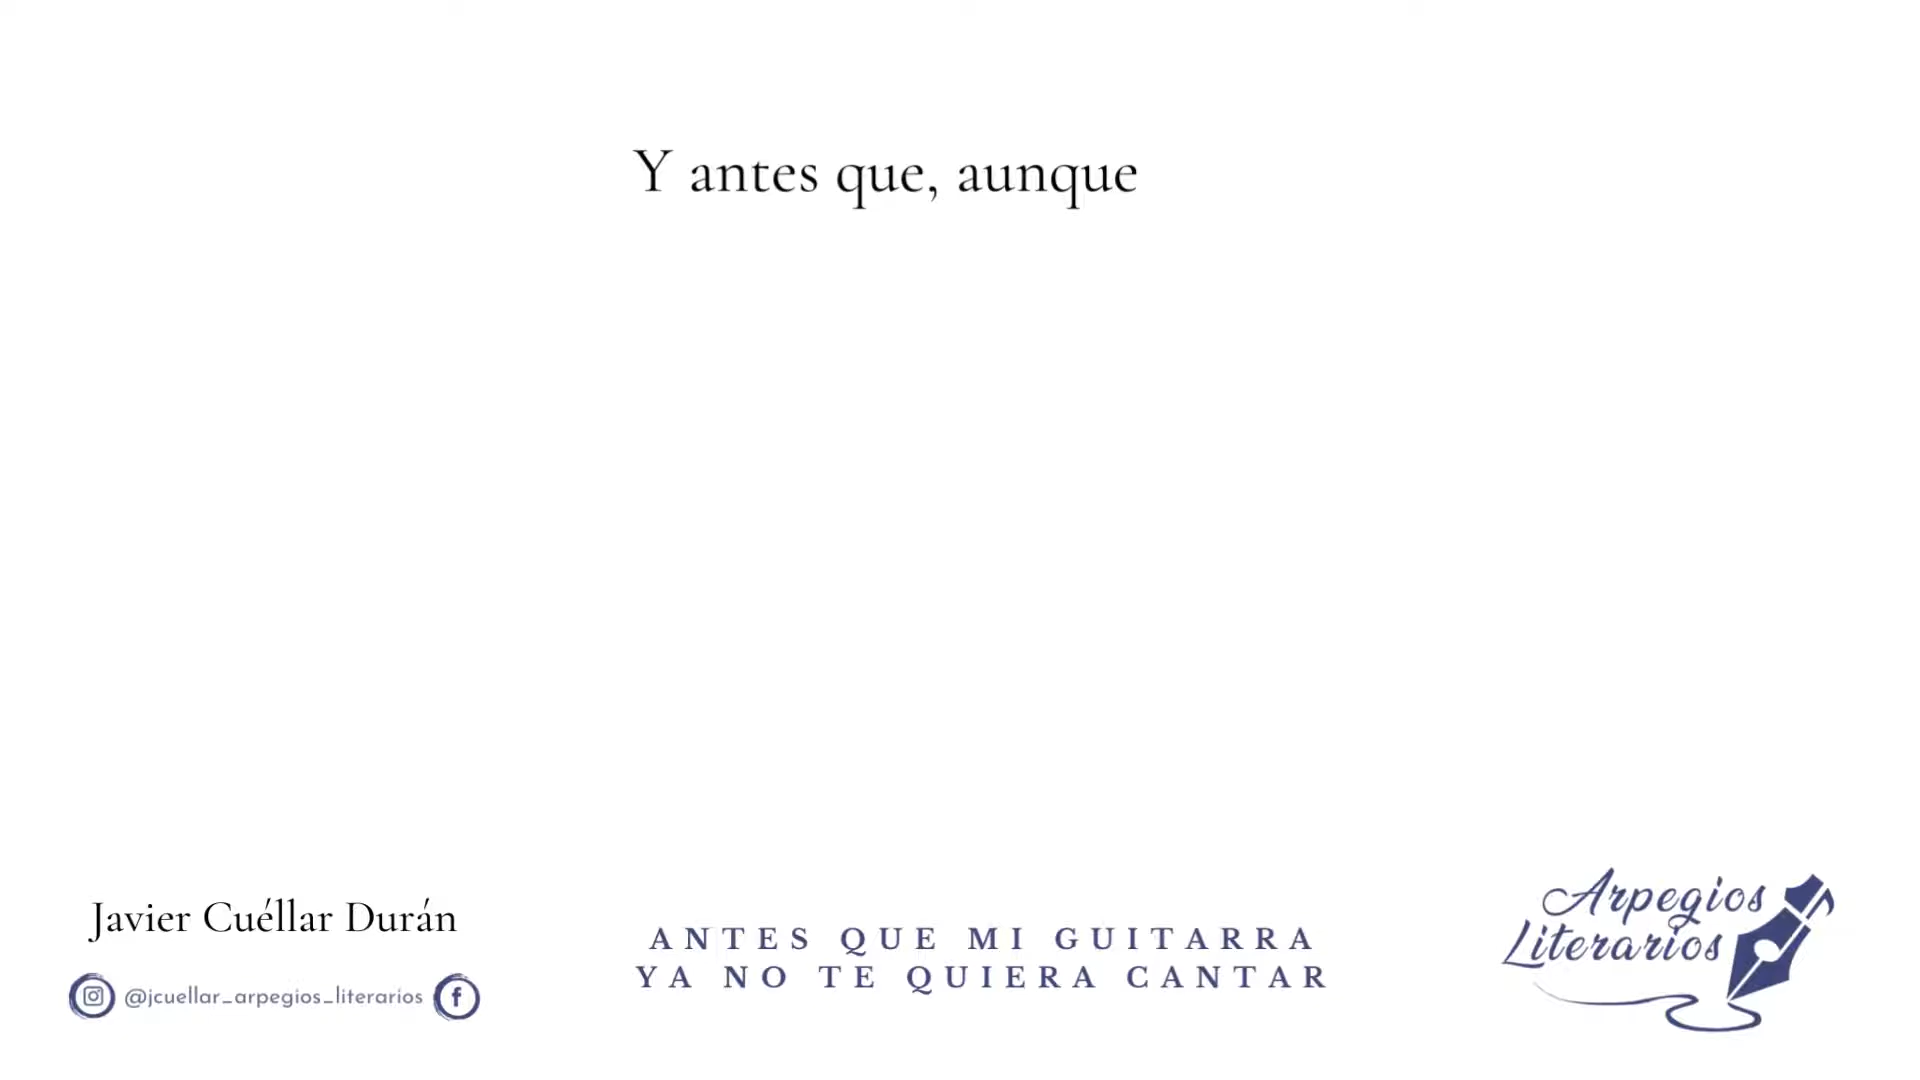 Y antes que, aunque
Javier Cuéllar Durán
@jcuellar_arpegios_literarios
ANTES QUE MI GUITARRA
YA NO TE QUIERA CANTAR
Arpegios
Literarios